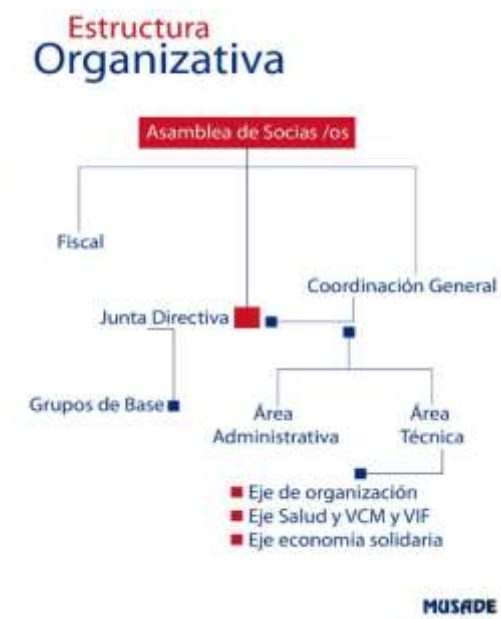 Estructura
Organizativa
Asamblea de Socias /os
Fiscal
Coordinación General
Junta Directiva
Grupos de Base
Área
Administrativa
Área
Técnica
Eje de organización
Eje Salud y VCM y VIF
Eje economía solidaria
MUSADE